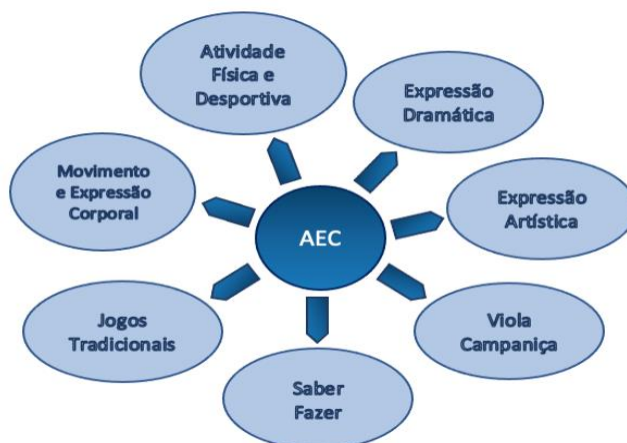 Atividade
Física e
Desportiva
Expressão
Dramática
Movimento
e Expressão
Corporal
AEC
Expressão
Artística
Jogos
Tradicionais
Viola
Campaniça
Saber
Fazer